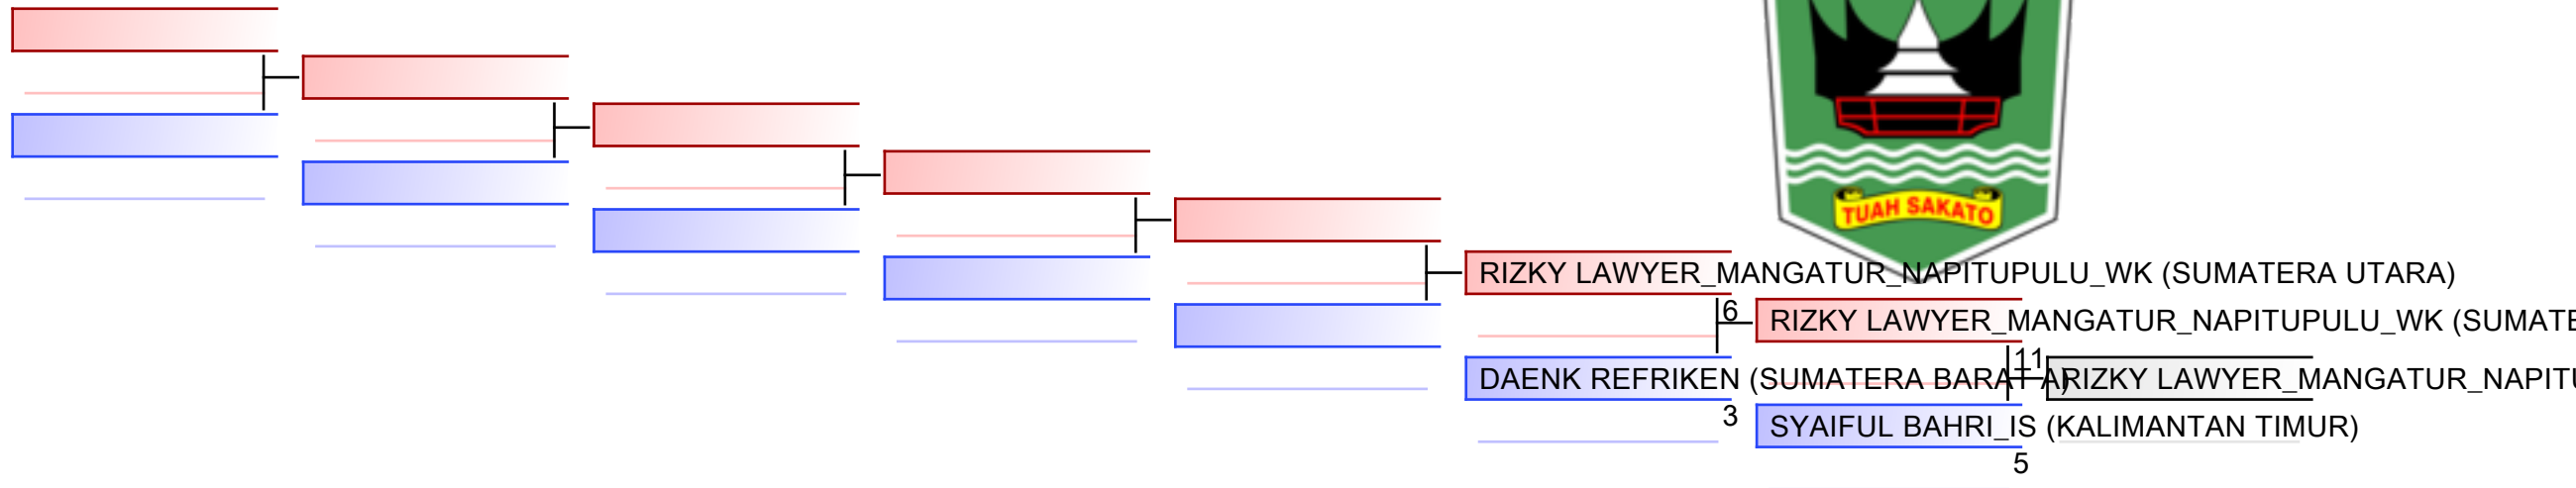 TUAH SAKATO
RIZKY LAWYER_MANGATUR_NAPITUPULU_WK (SUMATERA UTARA)
6
RIZKY LAWYER_MANGATUR_NAPITUPULU_WK (SUMATE
11
DAENK REFRIKEN (SUMATERA BARAT A)
RIZKY LAWYER_MANGATUR_NAPITU
3
SYAIFUL BAHRI_IS (KALIMANTAN TIMUR)
5